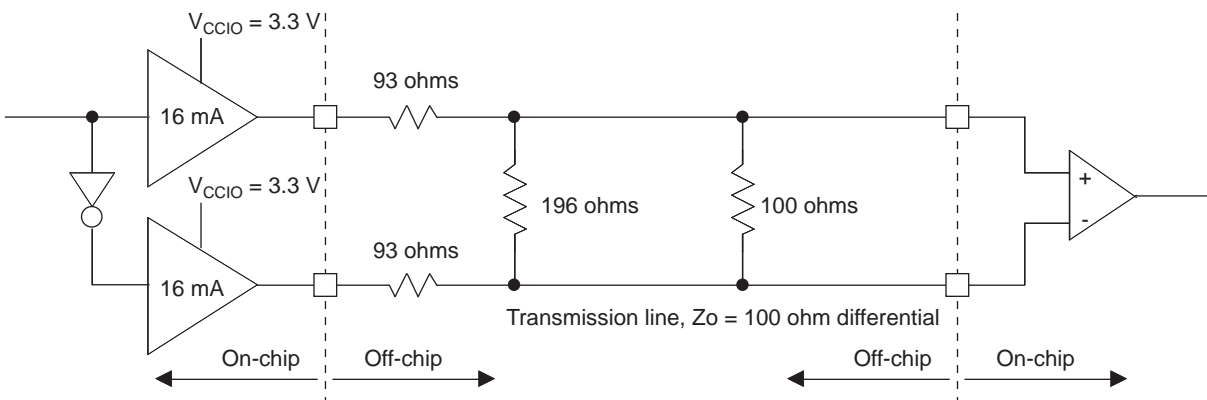 VCCIO = 3.3 V
93 ohms
16 mA
VCCIO = 3.3 V
196 ohms
100 ohms
+
-
93 ohms
16 mA
Transmission line, Zo = 100 ohm differential
On-chip
Off-chip
Off-chip
On-chip